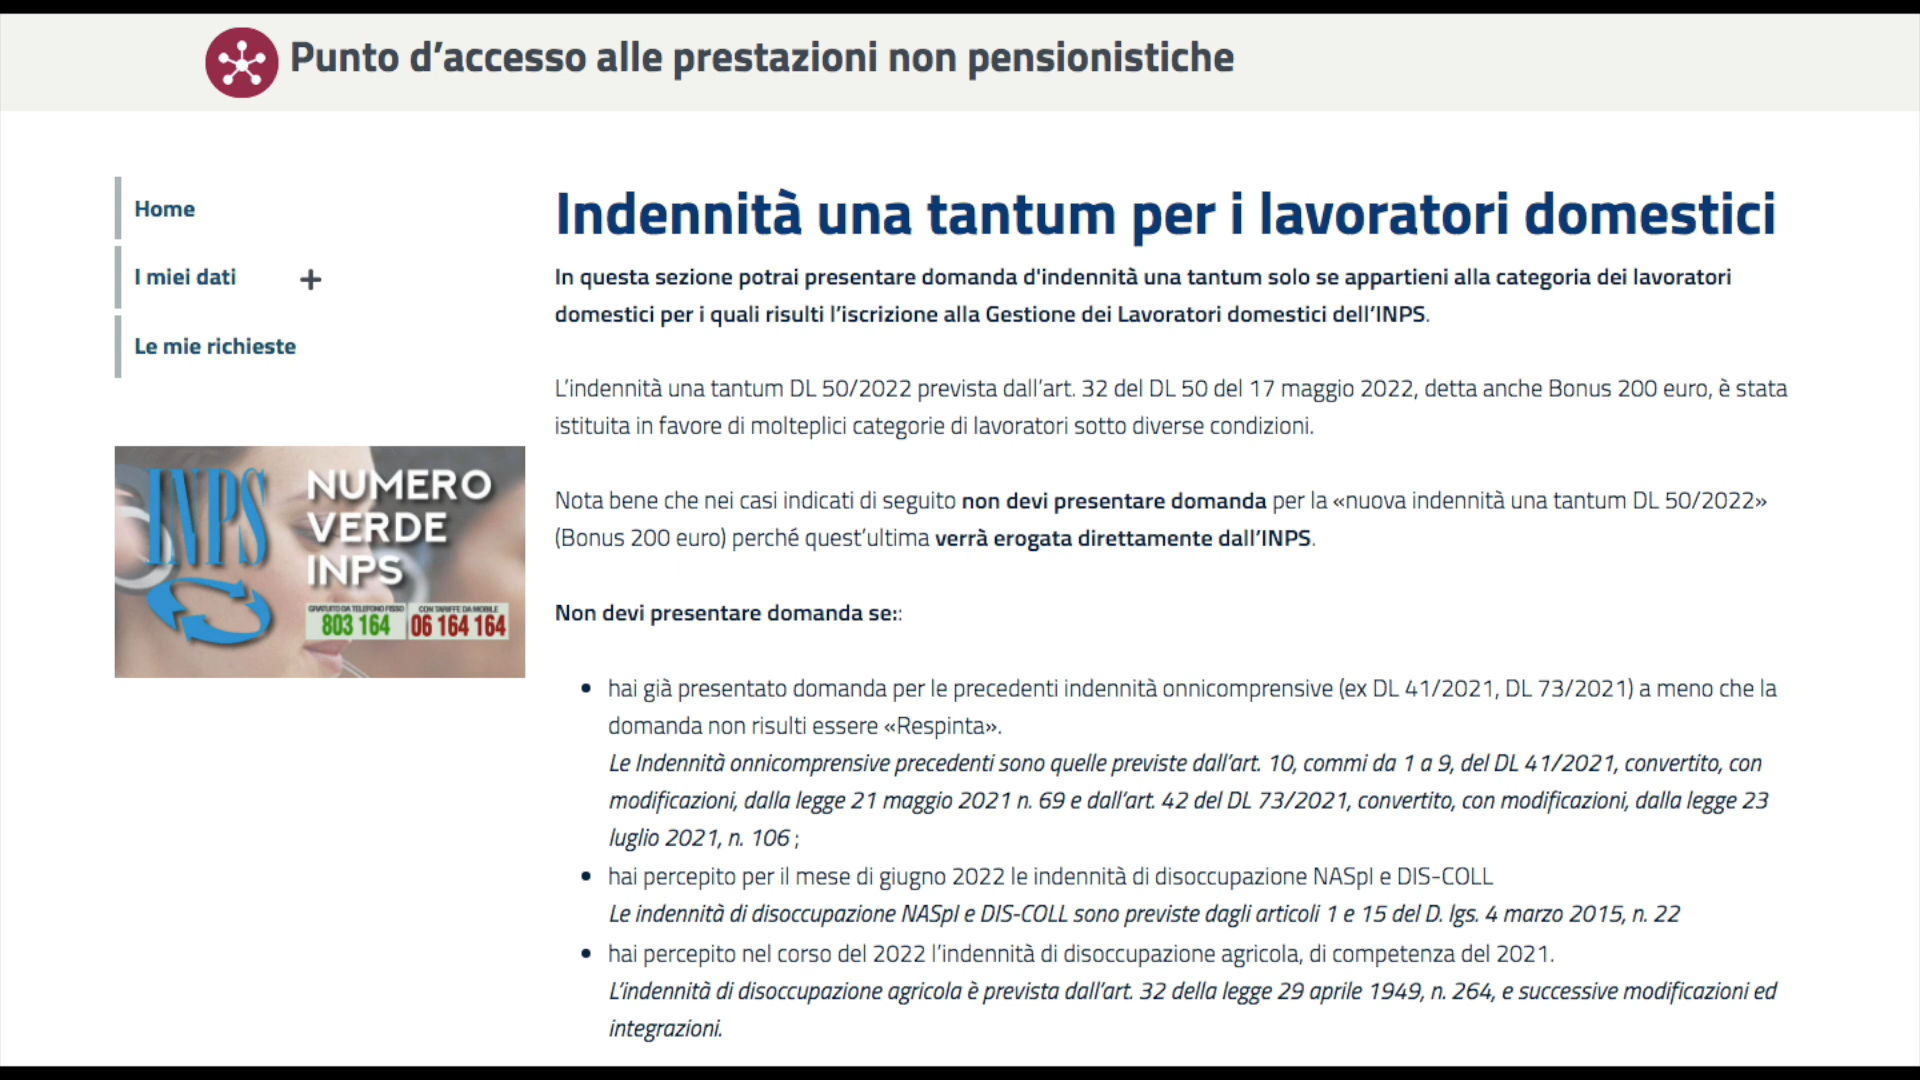 Punto d’accesso alle prestazioni non pensionistiche
Home
I miei dati +
Le mie richieste
INPS
NUMERO
VERDE
INPS
GRATUITO DA TELEFONO FISSO
803 164
CON TARIFFE DA MOBILE
06 164 164
Indennità una tantum per i lavoratori domestici
In questa sezione potrai presentare domanda d'indennità una tantum solo se appartieni alla categoria dei lavoratori
domestici per i quali risulti l’iscrizione alla Gestione dei Lavoratori domestici dell’INPS.
L’indennità una tantum DL 50/2022 prevista dall’art. 32 del DL 50 del 17 maggio 2022, detta anche Bonus 200 euro, è stata
istituita in favore di molteplici categorie di lavoratori sotto diverse condizioni.
Nota bene che nei casi indicati di seguito non devi presentare domanda per la «nuova indennità una tantum DL 50/2022»
(Bonus 200 euro) perché quest’ultima verrà erogata direttamente dall’INPS.
Non devi presentare domanda se::
• hai già presentato domanda per le precedenti indennità onnicomprensive (ex DL 41/2021, DL 73/2021) a meno che la
domanda non risulti essere «Respinta».
Le Indennità onnicomprensive precedenti sono quelle previste dall’art. 10, commi da 1 a 9, del DL 41/2021, convertito, con
modificazioni, dalla legge 21 maggio 2021 n. 69 e dall’art. 42 del DL 73/2021, convertito, con modificazioni, dalla legge 23
luglio 2021, n. 106 ;
• hai percepito per il mese di giugno 2022 le indennità di disoccupazione NASpI e DIS-COLL
Le indennità di disoccupazione NASpI e DIS-COLL sono previste dagli articoli 1 e 15 del D. lgs. 4 marzo 2015, n. 22
• hai percepito nel corso del 2022 l’indennità di disoccupazione agricola, di competenza del 2021.
L’indennità di disoccupazione agricola è prevista dall’art. 32 della legge 29 aprile 1949, n. 264, e successive modificazioni ed
integrazioni.